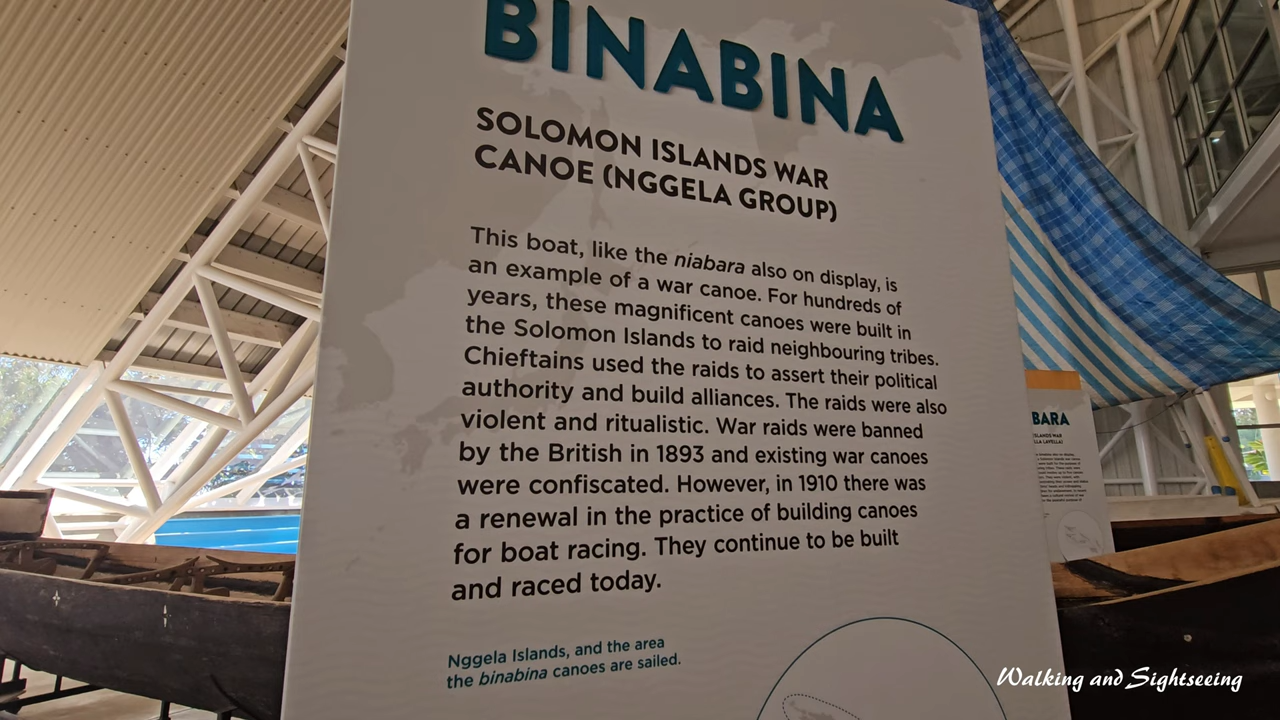 BINABINA
SOLOMON ISLANDS WAR
CANOE (NGGELA GROUP)
This boat, like the niabara also on display, is
an example of a war canoe. For hundreds of
years, these magnificent canoes were built in
the Solomon Islands to raid neighbouring tribes.
Chieftains used the raids to assert their political
authority and build alliances. The raids were also
violent and ritualistic. War raids were banned
by the British in 1893 and existing war canoes
were confiscated. However, in 1910 there was
a renewal in the practice of building canoes
for boat racing. They continue to be built
and raced today.
Nggela Islands, and the area
the binabina canoes are sailed.
BARA
ISLANDS WAR
Walking and Sightseeing